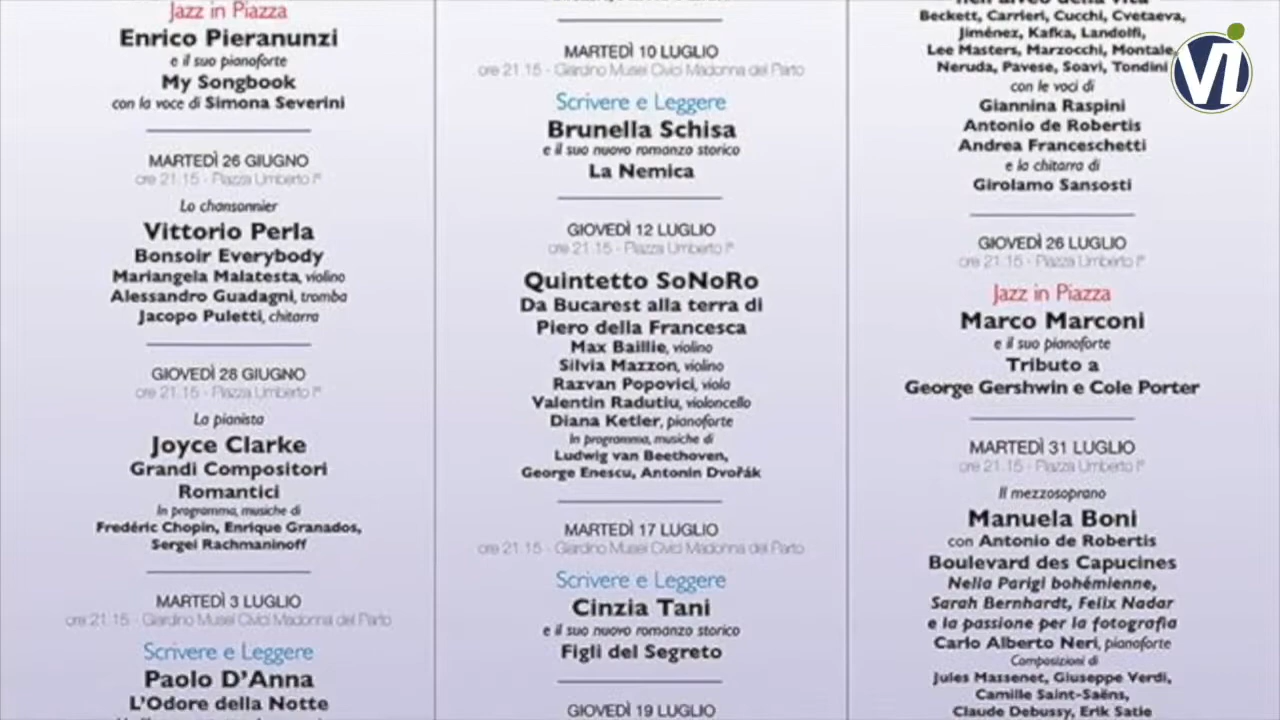 Jazz in Piazza
Enrico Pieranunzi
e il suo pianoforte
My Songbook
con la voce di Simona Severini
MARTEDÌ 26 GIUGNO
ore 21.15 - Piazza Umberto I°
Lo chansonnier
Vittorio Perla
Bonsoir Everybody
Mariangela Malatesta, violino
Alessandro Guadagni, tromba
Jacopo Puletti, chitarra
GIOVEDÌ 28 GIUGNO
ore 21.15 - Piazza Umberto I°
La pianista
Joyce Clarke
Grandi Compositori
Romantici
In programma, musiche di
Fredéric Chopin, Enrique Granados,
Sergei Rachmaninoff
MARTEDÌ 3 LUGLIO
ore 21.15 - Giardino Musei Civici Madonna del Parto
Scrivere e Leggere
Paolo D'Anna
L'Odore della Notte
MARTEDÌ 10 LUGLIO
ore 21.15 - Giardino Musei Civici Madonna del Parto
Scrivere e Leggere
Brunella Schisa
e il suo nuovo romanzo storico
La Nemica
GIOVEDÌ 12 LUGLIO
ore 21.15 - Piazza Umberto I°
Quintetto SoNoRo
Da Bucarest alla terra di
Piero della Francesca
Max Baillie, violino
Silvia Mazzon, violino
Razvan Popovici, viola
Valentin Radutiu, violoncello
Diana Ketler, pianoforte
In programma, musiche di
Ludwig van Beethoven,
George Enescu, Antonin Dvořák
MARTEDÌ 17 LUGLIO
ore 21.15 - Giardino Musei Civici Madonna del Parto
Scrivere e Leggere
Cinzia Tani
e il suo nuovo romanzo storico
Figli del Segreto
GIOVEDÌ 19 LUGLIO
nell'alveo della vita
Beckett, Carrieri, Cucchi, Cvetaeva,
Jiménez, Kafka, Landolfi,
Lee Masters, Marzocchi, Montale,
Neruda, Pavese, Soavi, Tondini
con le voci di
Giannina Raspini
Antonio de Robertis
Andrea Franceschetti
e la chitarra di
Girolamo Sansosti
GIOVEDÌ 26 LUGLIO
ore 21.15 - Piazza Umberto I°
Jazz in Piazza
Marco Marconi
e il suo pianoforte
Tributo a
George Gershwin e Cole Porter
MARTEDÌ 31 LUGLIO
ore 21.15 - Piazza Umberto I°
Il mezzosoprano
Manuela Boni
con Antonio de Robertis
Boulevard des Capucines
Nella Parigi bohémienne,
Sarah Bernhardt, Felix Nadar
e la passione per la fotografia
Carlo Alberto Neri, pianoforte
Composizioni di
Jules Massenet, Giuseppe Verdi,
Camille Saint-Saëns,
Claude Debussy, Erik Satie